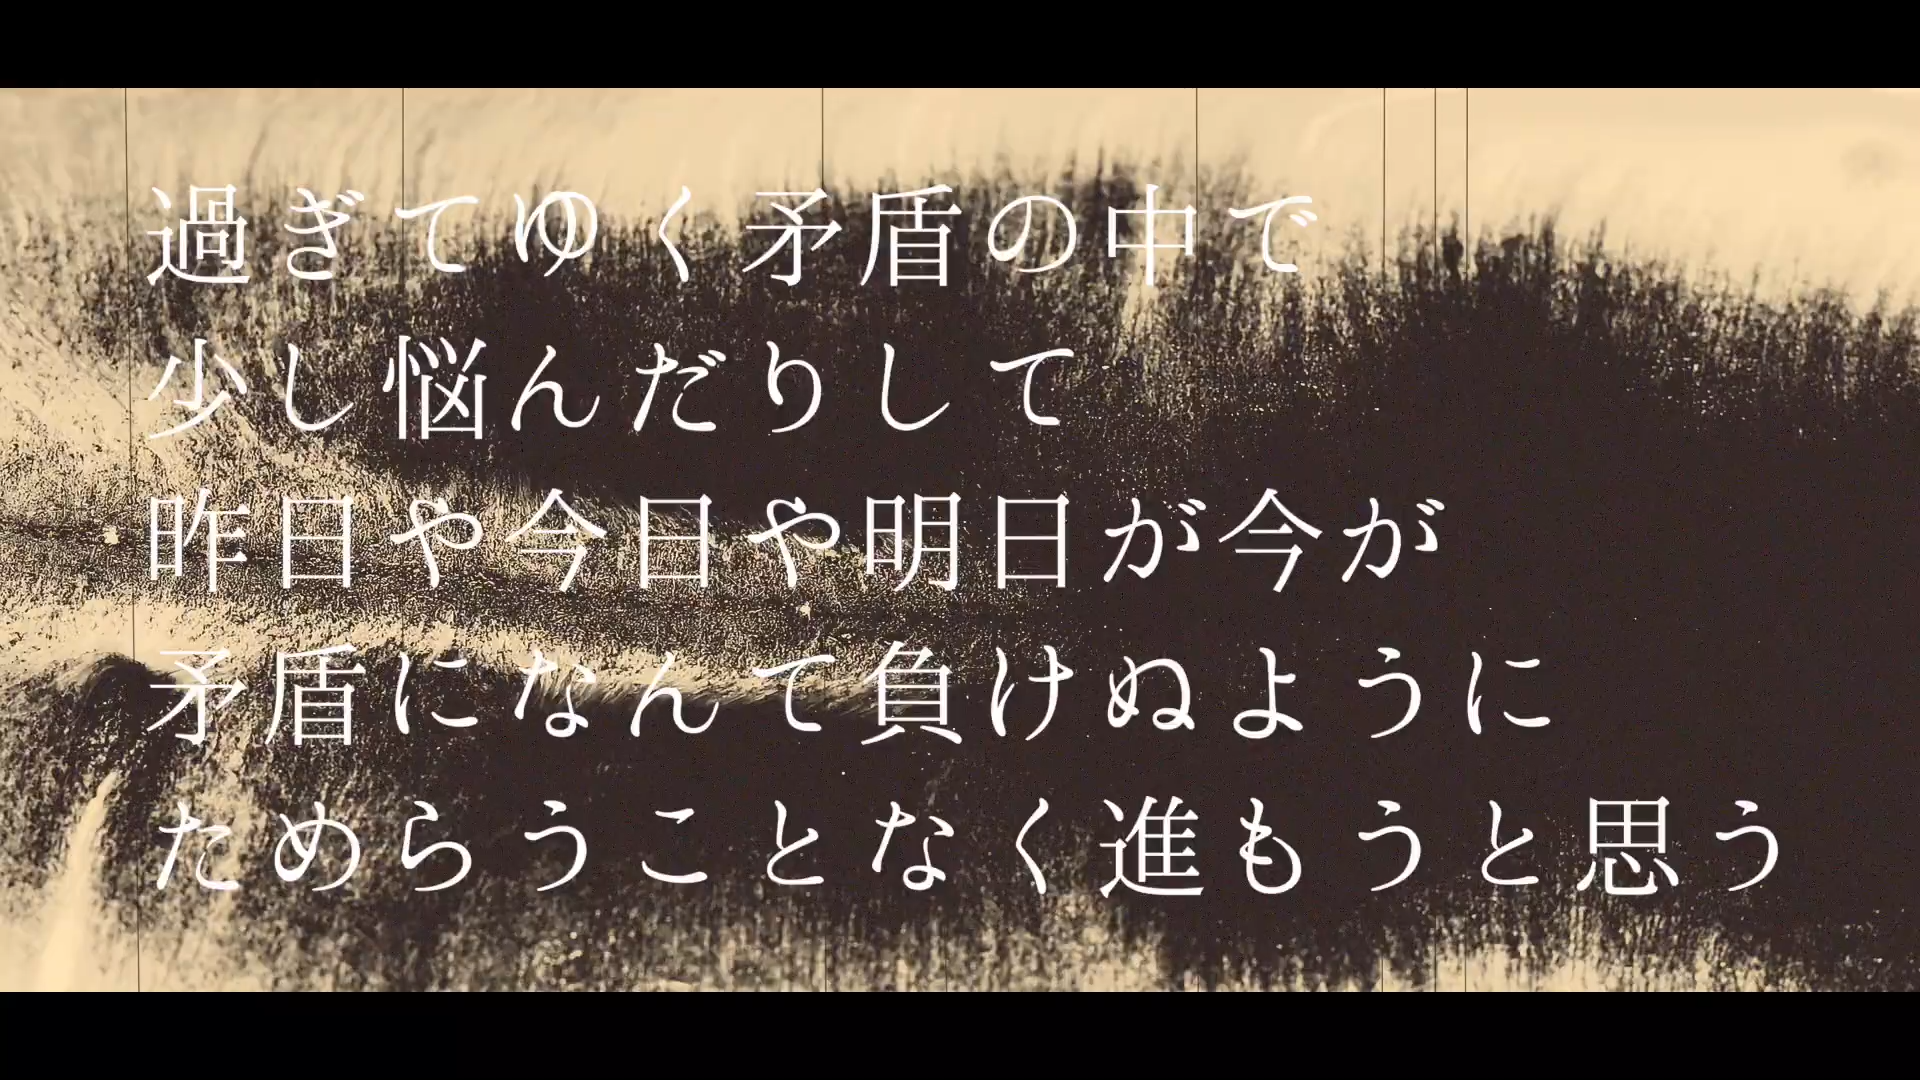 過ぎてゆく矛盾の中で
少し悩んだりして
昨日や今日や明日が今が
矛盾になんて負けぬように
ためらうことなく進もうと思う